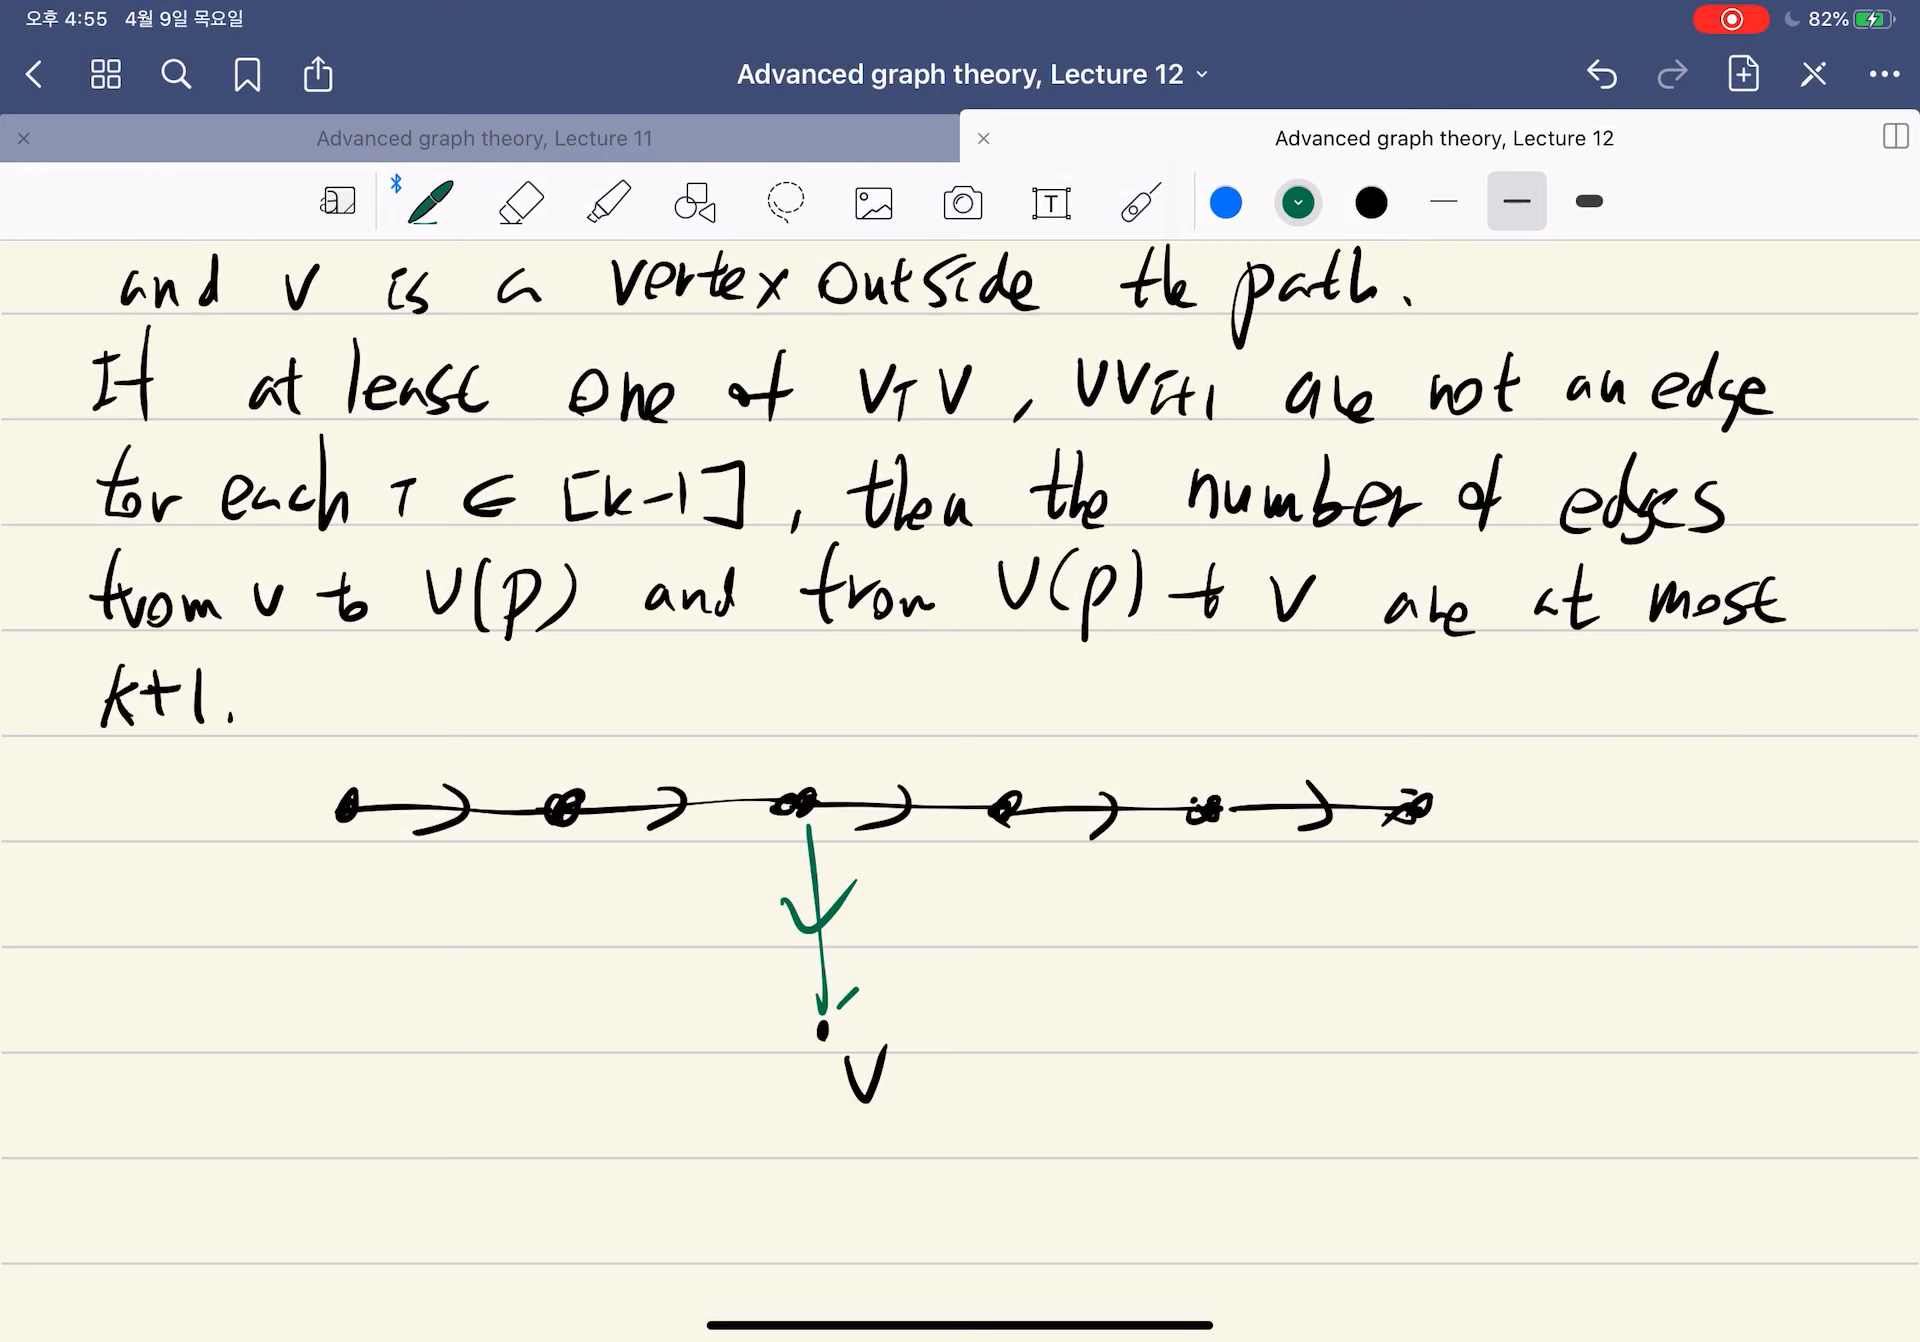 오후 4:55 4월 9일 목요일
82%
Advanced graph theory, Lecture 12
Advanced graph theory, Lecture 11
Advanced graph theory, Lecture 12
and v is a vertex outside the path.
If at least one of viv, vvi+1 are not an edge
for each i ∈ [k-1], then the number of edges
from v to V(p) and from V(p) to v are at most
k+1.
v